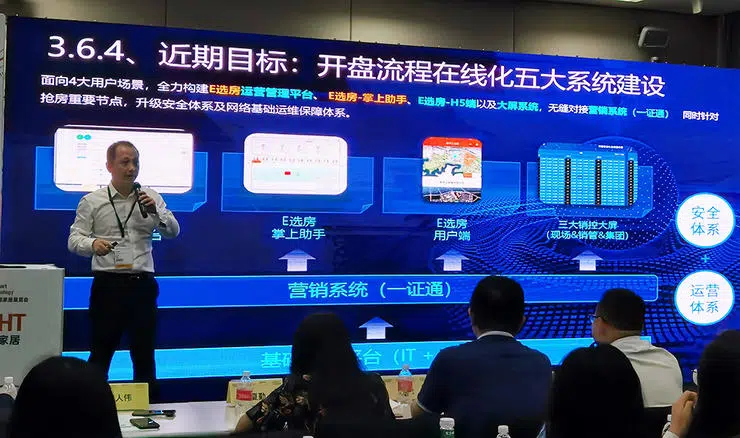 3.6.4、近期目标：开盘流程在线化五大系统建设
面向4大用户场景，全力构建E选房运营管理平台、E选房-掌上助手、E选房-H5端以及大屏系统，无缝对接营销系统（一证通） 同时针对
抢房重要节点，升级安全体系及网络基础运维保障体系。
E选房
掌上助手
E选房
用户端
三大销控大屏
（现场&销管&集团）
安全
体系
+
运营
体系
营销系统（一证通）
基础
台（IT +
HT
家居
人伟